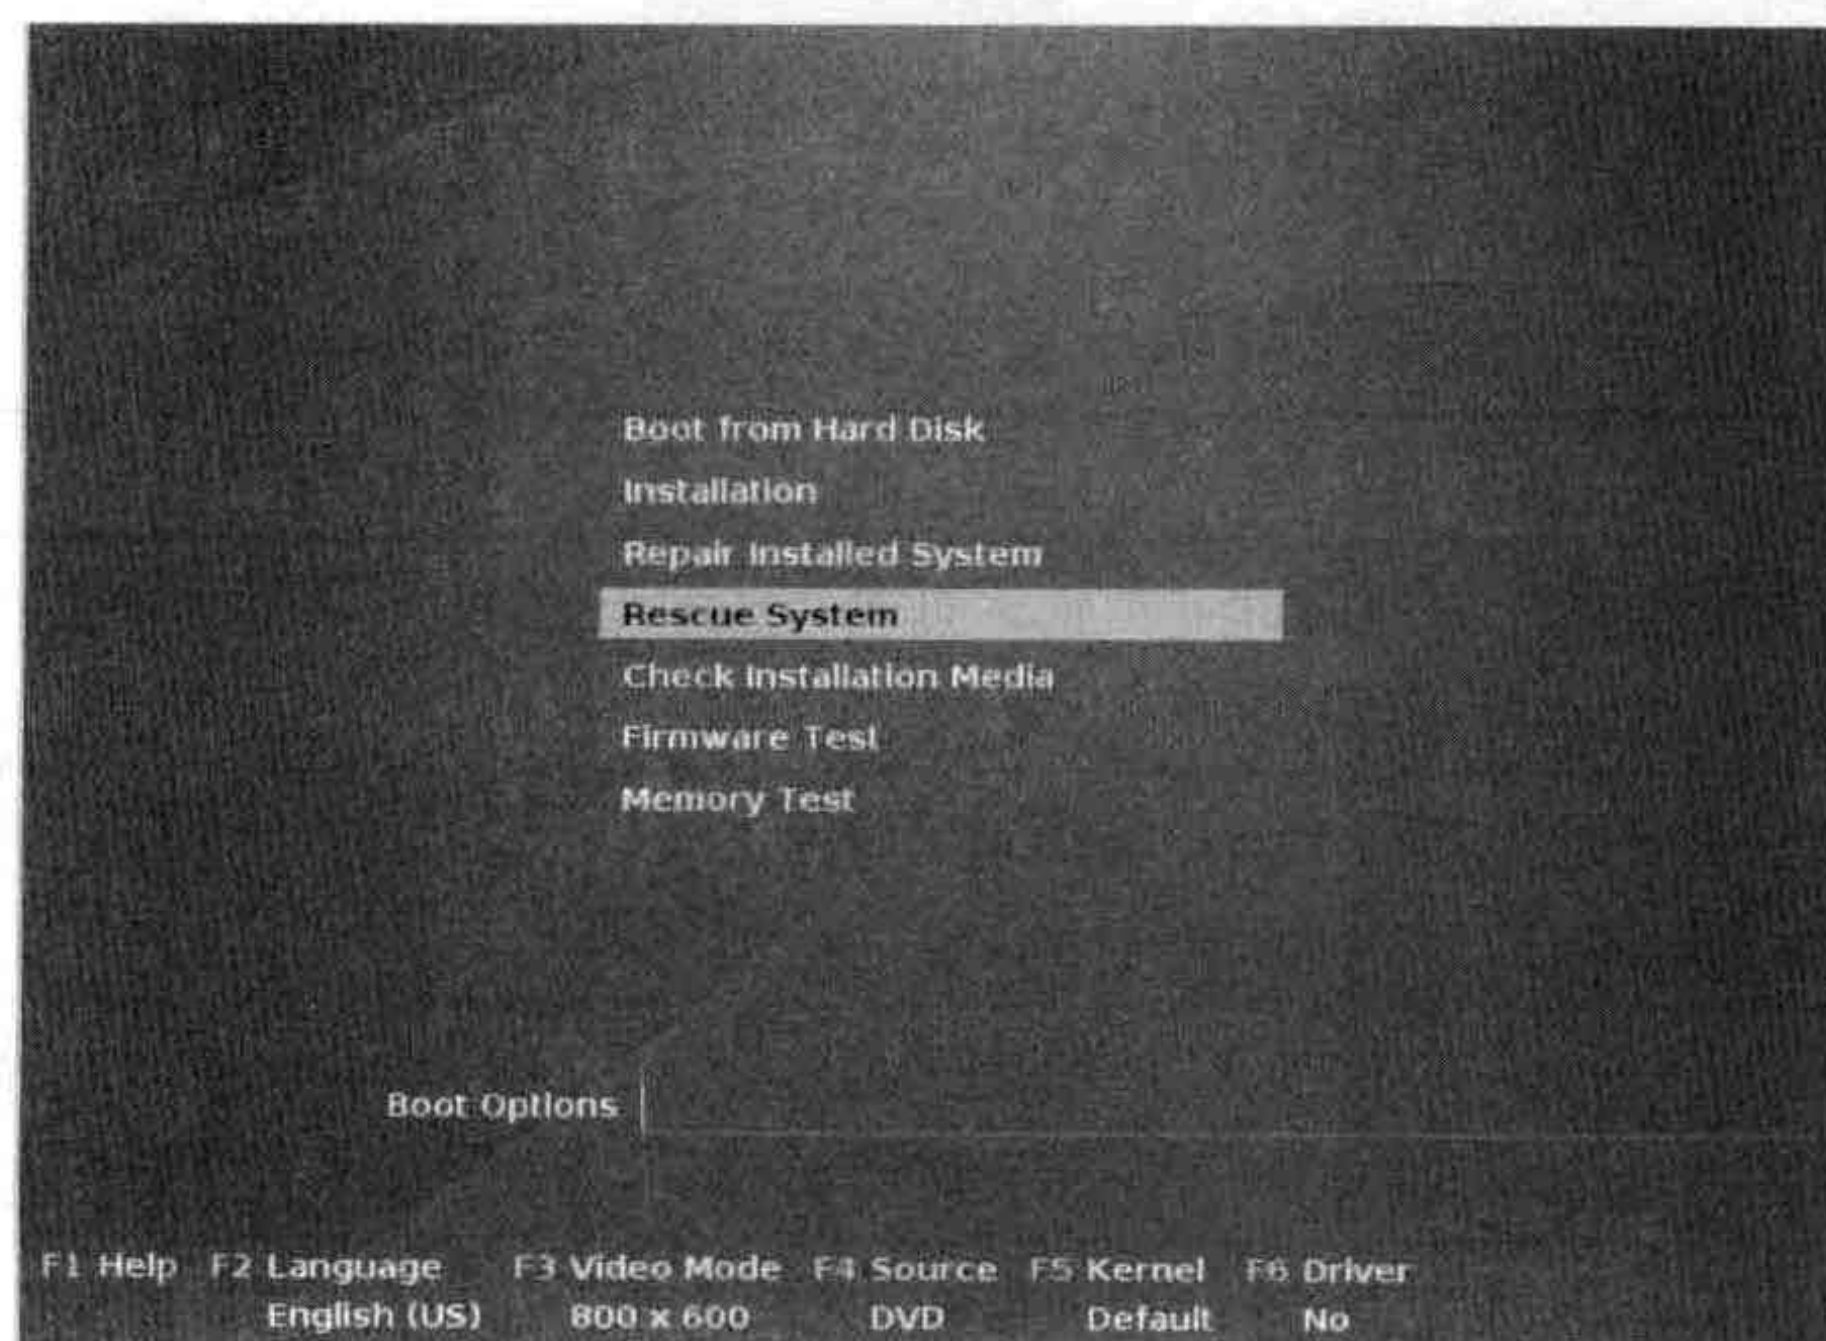 Boot from Hard Disk
Installation
Repair Installed System
Rescue System
Check Installation Media
Firmware Test
Memory Test
Boot Options
F1 Help F2 Language F3 Video Mode F4 Source F5 Kernel F6 Driver
English (US) 800 x 600 DVD Default No